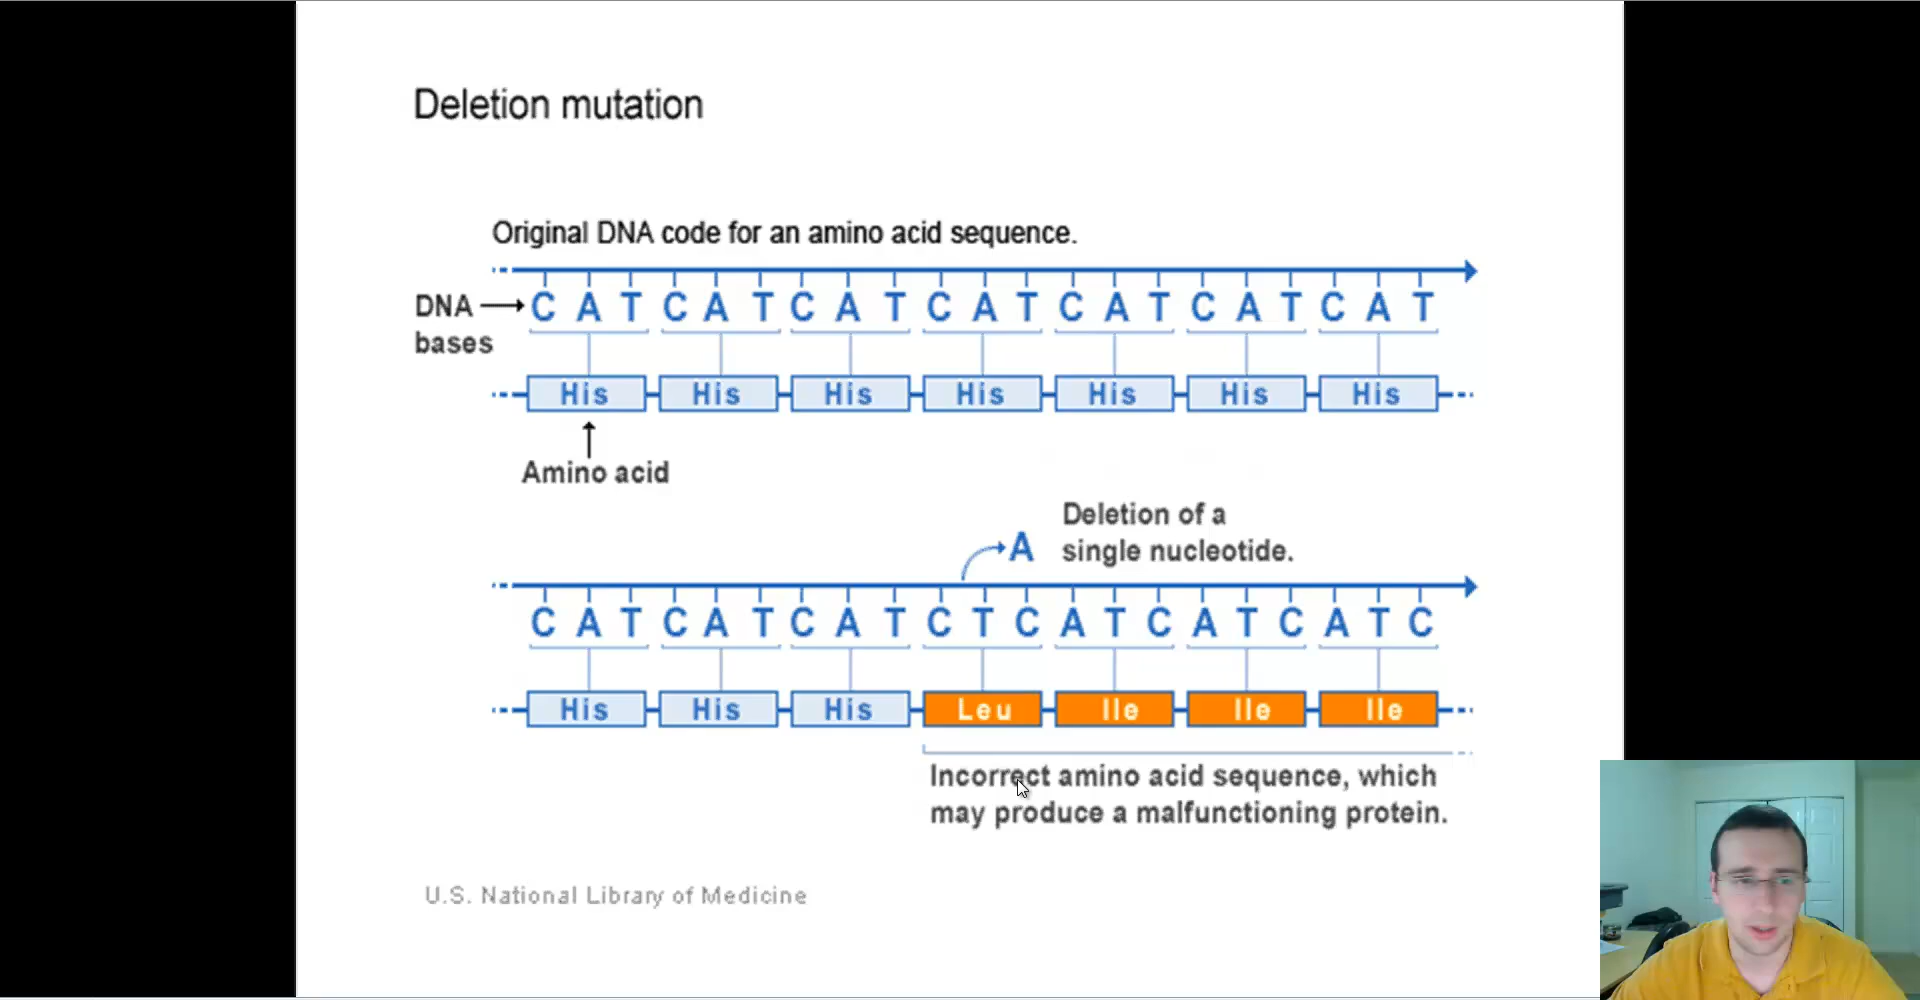 Deletion mutation
Original DNA code for an amino acid sequence.
DNA bases
C A T C A T C A T C A T C A T C A T C A T
His His His His His His His
Amino acid
A
Deletion of a
single nucleotide.
C A T C A T C A T C T C A T C A T C A T C
His His His Leu Ile Ile Ile
Incorrect amino acid sequence, which
may produce a malfunctioning protein.
U.S. National Library of Medicine